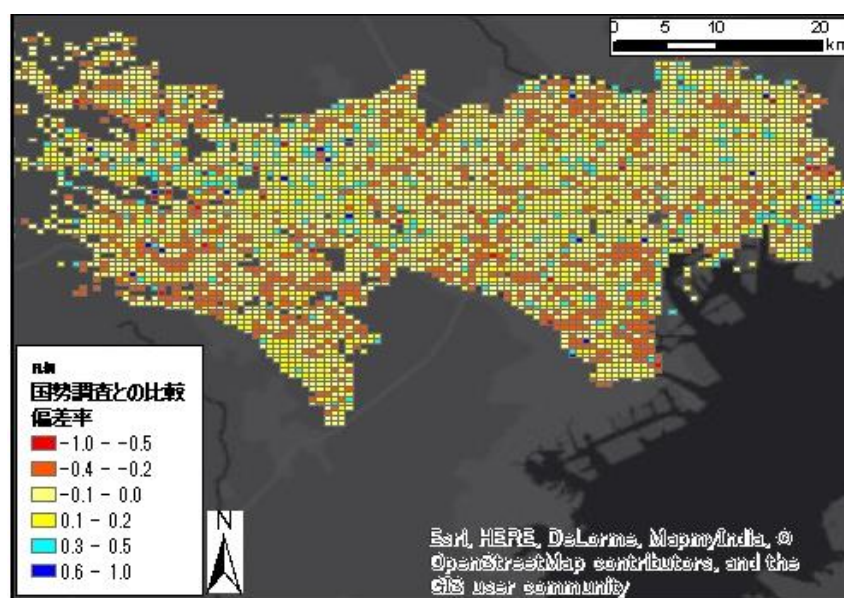 0 5 10 20
km
凡例
国勢調査との比較
偏差率
-1.0 - -0.5
-0.4 - -0.2
-0.1 - 0.0
0.1 - 0.2
0.3 - 0.5
0.6 - 1.0
N
Esri, HERE, DeLorme, MapmyIndia, ©
OpenStreetMap contributors, and the
GIS user community